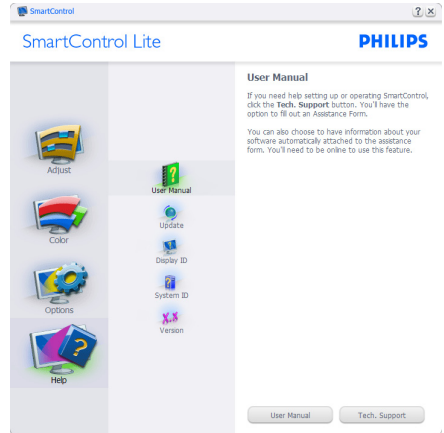 SmartControl
SmartControl Lite
PHILIPS
Adjust
Color
Options
Help
User Manual
Update
Display ID
System ID
X.X
Version
User Manual
If you need help setting up or operating SmartControl,
click the Tech. Support button. You'll have the
option to fill out an Assistance Form.
You can also choose to have information about your
software automatically attached to the assistance
form. You'll need to be online to use this feature.
User Manual
Tech. Support